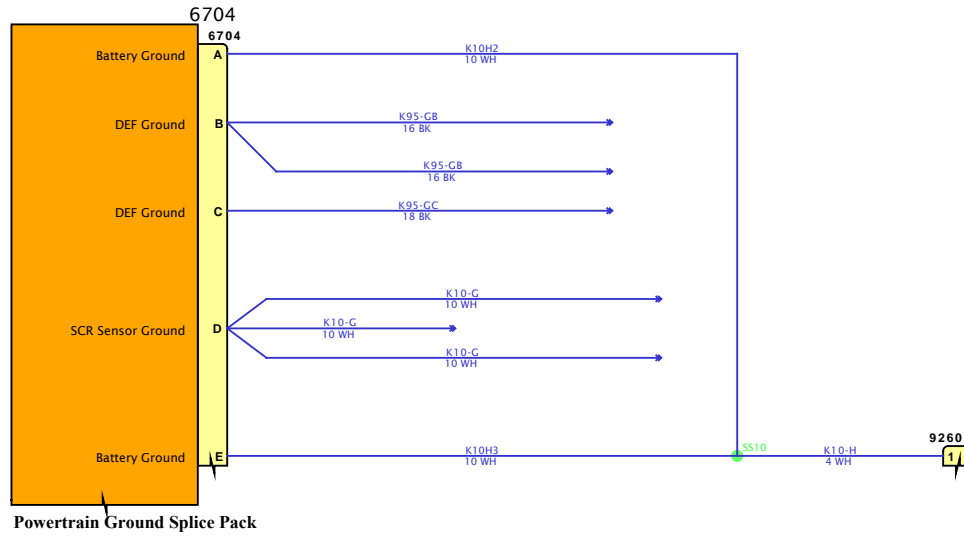 6704
6704
Battery Ground A K10H2
10 WH
DEF Ground B K95-GB
16 BK
K95-GB
16 BK
DEF Ground C K95-GC
18 BK
K10-G
10 WH
SCR Sensor Ground D K10-G
10 WH
K10-G
10 WH
Battery Ground E K10H3
10 WH
SS10
K10-H
4 WH
9260
1
Powertrain Ground Splice Pack